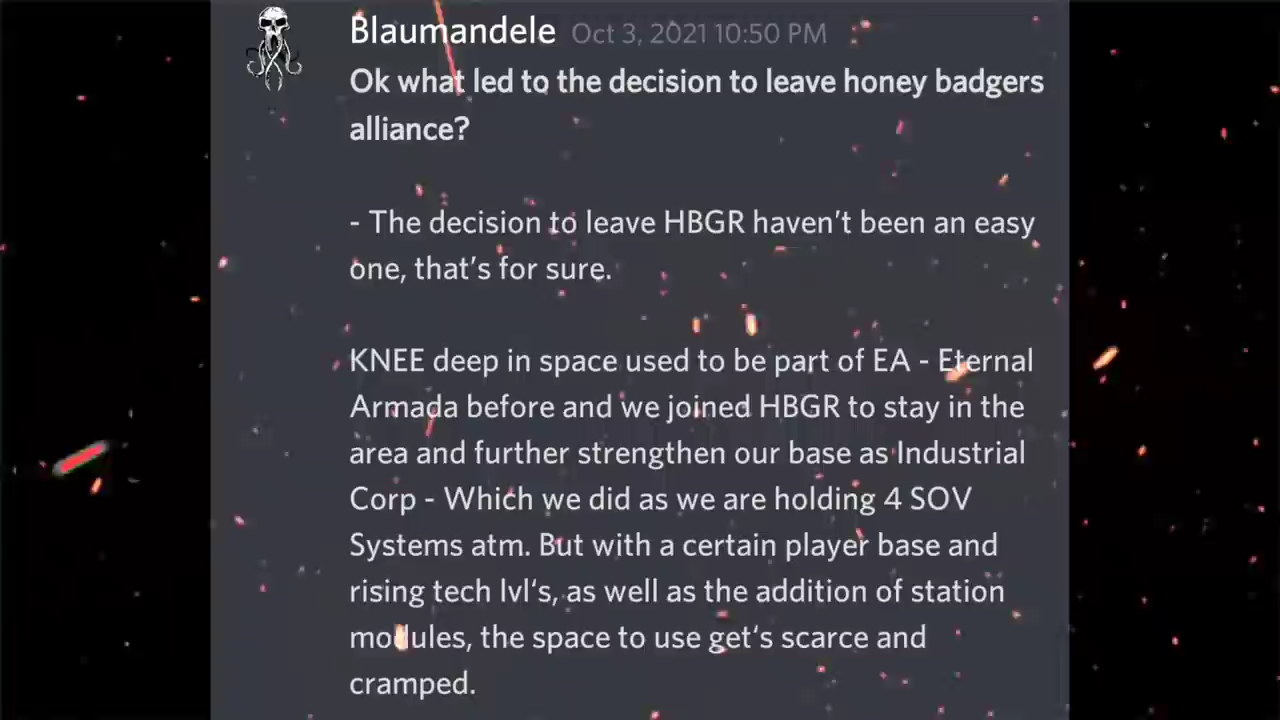 Blaumandele Oct 3, 2021 10:50 PM
Ok what led to the decision to leave honey badgers
alliance?
- The decision to leave HBGR haven’t been an easy
one, that’s for sure.
KNEE deep in space used to be part of EA - Eternal
Armada before and we joined HBGR to stay in the
area and further strengthen our base as Industrial
Corp - Which we did as we are holding 4 SOV
Systems atm. But with a certain player base and
rising tech lvl‘s, as well as the addition of station
modules, the space to use get‘s scarce and
cramped.